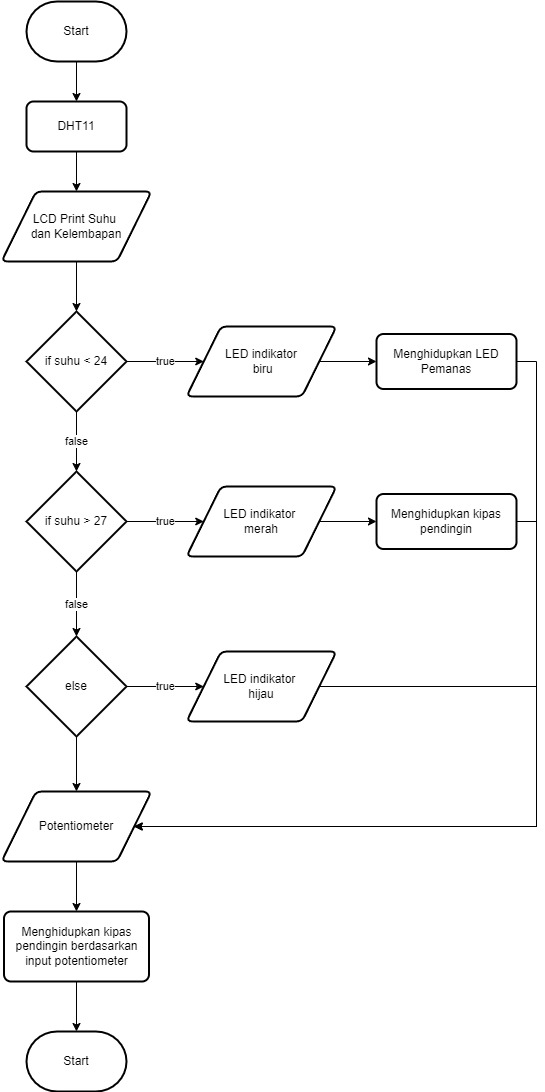 Start
DHT11
LCD Print Suhu
dan Kelembapan
if suhu < 24
true
LED indikator
biru
Menghidupkan LED
Pemanas
false
if suhu > 27
true
LED indikator
merah
Menghidupkan kipas
pendingin
false
else
true
LED indikator
hijau
Potentiometer
Menghidupkan kipas
pendingin berdasarkan
input potentiometer
Start